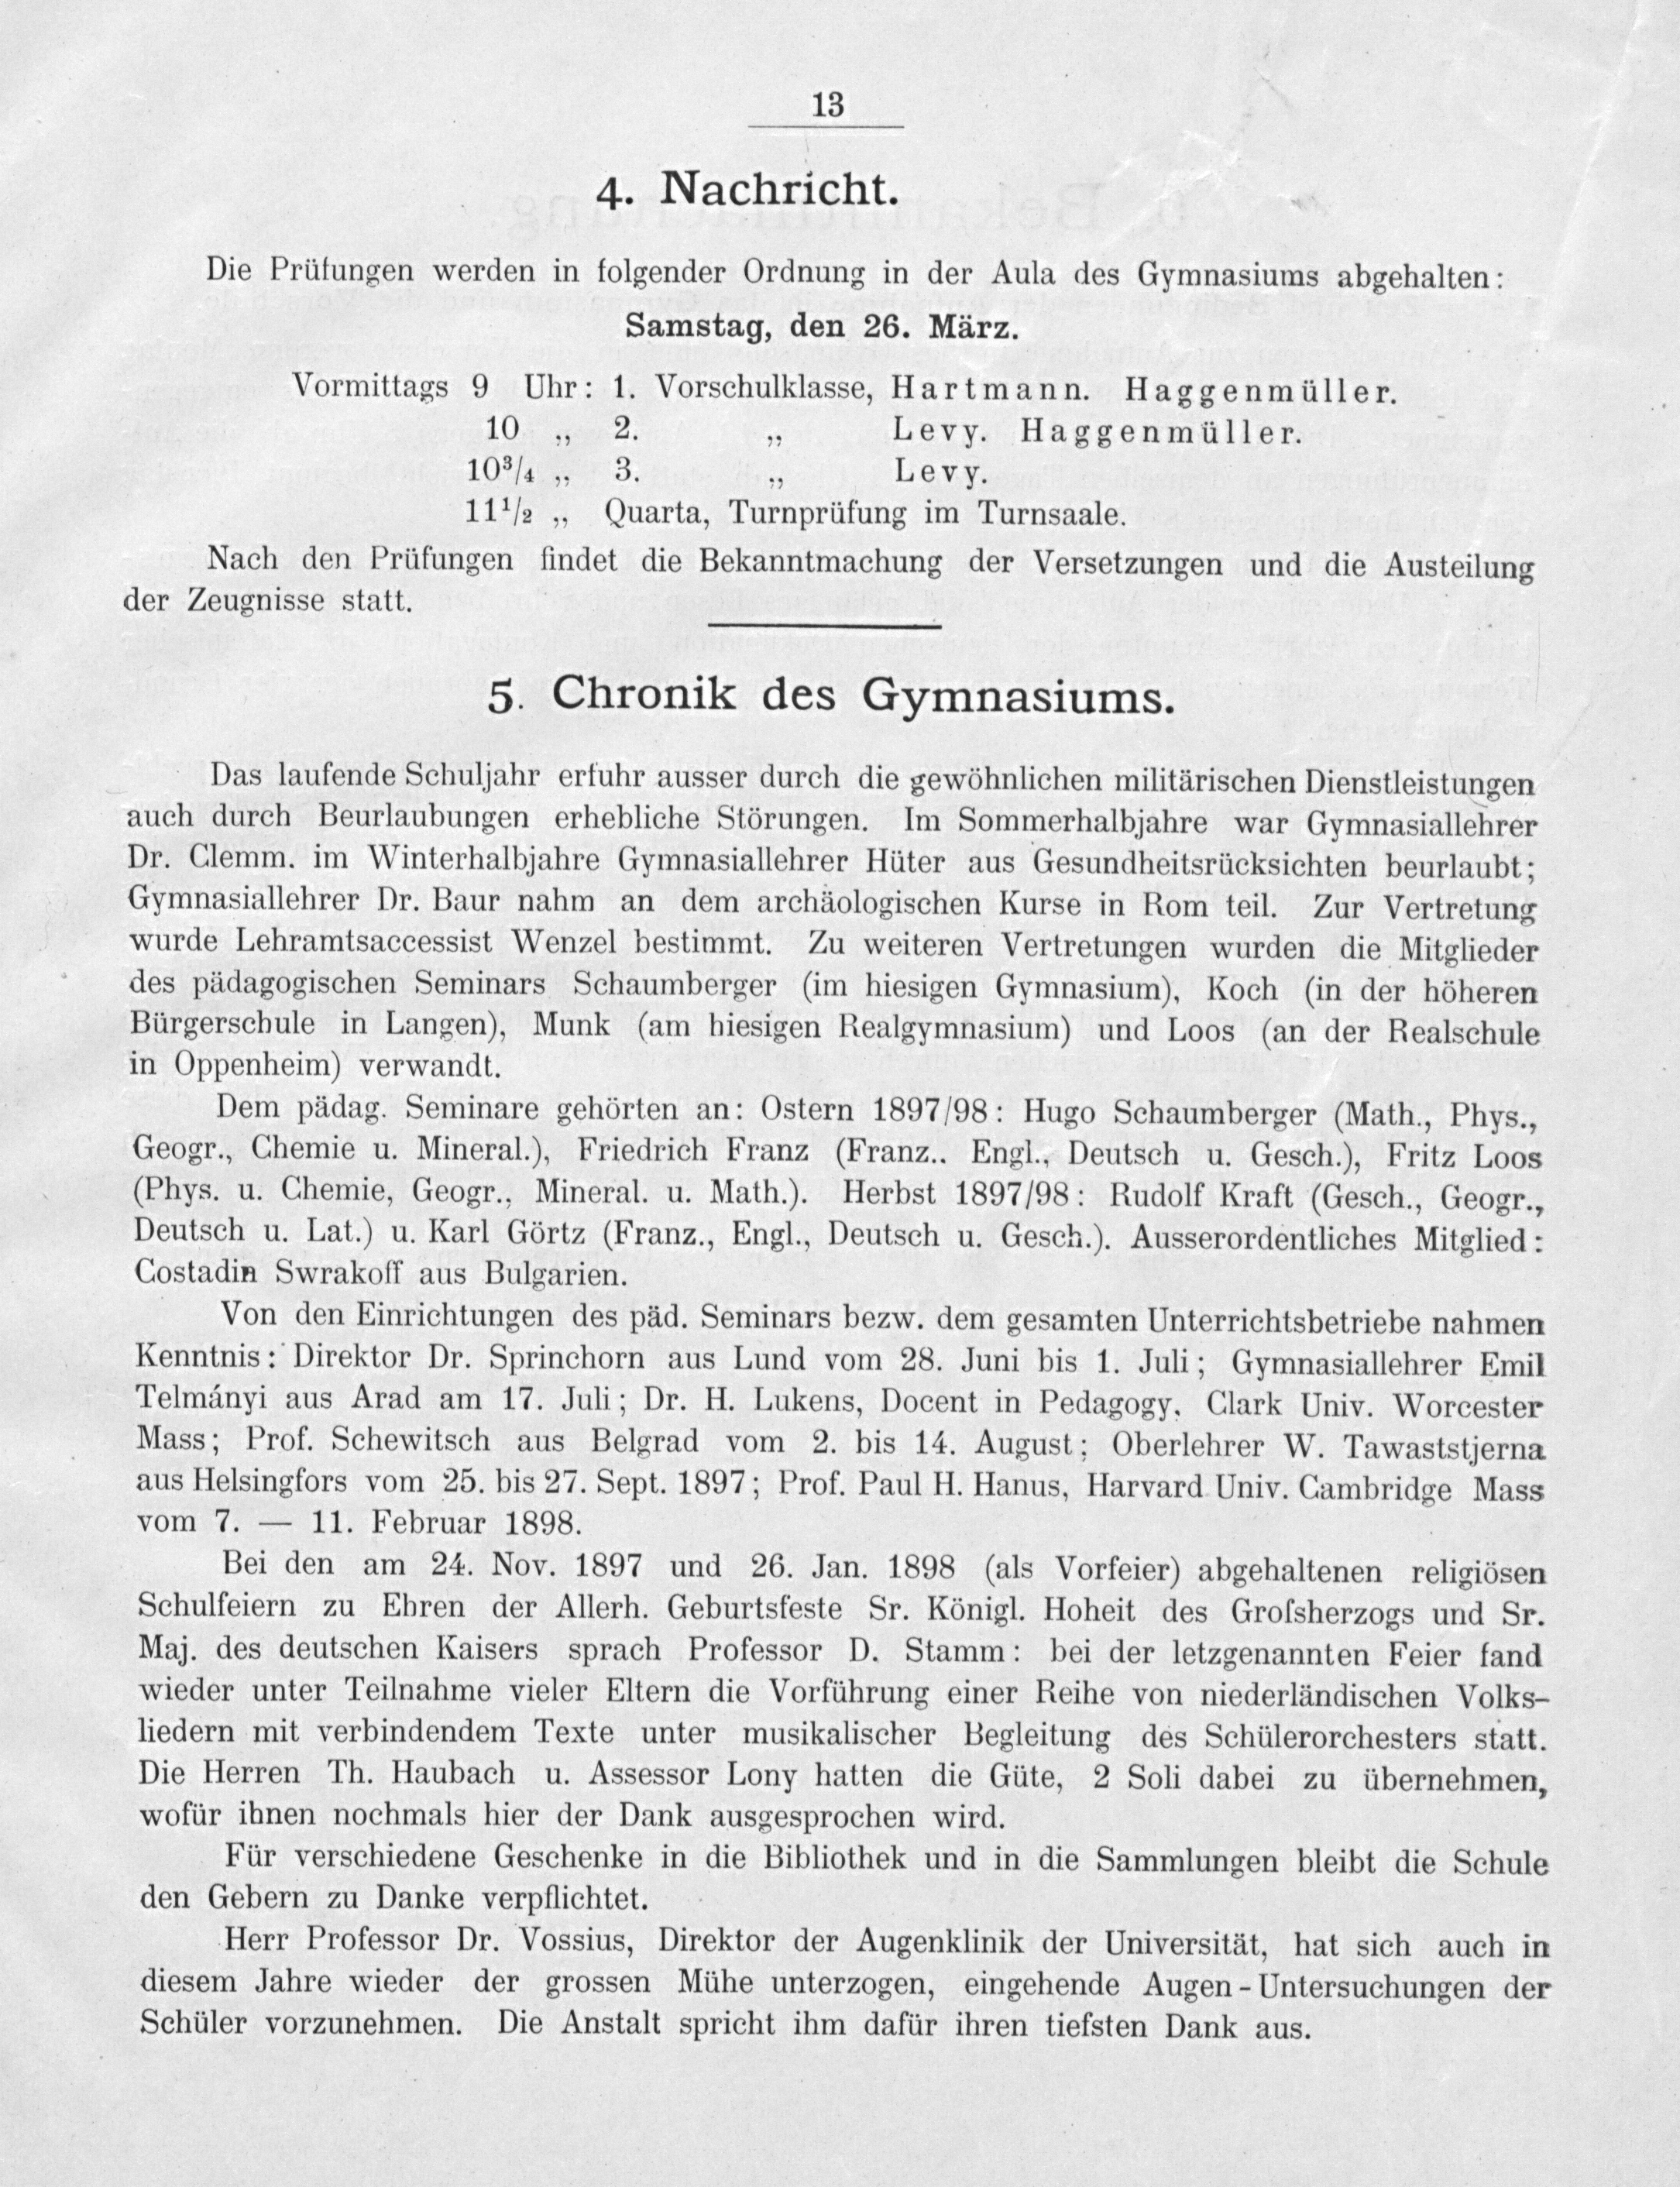 13
4. Nachricht.
Die Prüfungen werden in folgender Ordnung in der Aula des Gymnasiums abgehalten:
Samstag, den 26. März.
Vormittags 9 Uhr: 1. Vorschulklasse, Hartmann. Haggenmüller.
10 „ 2. „ Levy. Haggenmüller.
10³/₄ „ 3. „ Levy.
11¹/₂ „ Quarta, Turnprüfung im Turnsaale.
Nach den Prüfungen findet die Bekanntmachung der Versetzungen und die Austeilung
der Zeugnisse statt.
5. Chronik des Gymnasiums.
Das laufende Schuljahr erfuhr ausser durch die gewöhnlichen militärischen Dienstleistungen
auch durch Beurlaubungen erhebliche Störungen. Im Sommerhalbjahre war Gymnasiallehrer
Dr. Clemm. im Winterhalbjahre Gymnasiallehrer Hüter aus Gesundheitsrücksichten beurlaubt;
Gymnasiallehrer Dr. Baur nahm an dem archäologischen Kurse in Rom teil. Zur Vertretung
wurde Lehramtsaccessist Wenzel bestimmt. Zu weiteren Vertretungen wurden die Mitglieder
des pädagogischen Seminars Schaumberger (im hiesigen Gymnasium), Koch (in der höheren
Bürgerschule in Langen), Munk (am hiesigen Realgymnasium) und Loos (an der Realschule
in Oppenheim) verwandt.
Dem pädag. Seminare gehörten an: Ostern 1897/98: Hugo Schaumberger (Math., Phys.,
Geogr., Chemie u. Mineral.), Friedrich Franz (Franz.. Engl., Deutsch u. Gesch.), Fritz Loos
(Phys. u. Chemie, Geogr., Mineral. u. Math.). Herbst 1897/98: Rudolf Kraft (Gesch., Geogr.,
Deutsch u. Lat.) u. Karl Görtz (Franz., Engl., Deutsch u. Gesch.). Ausserordentliches Mitglied:
Costadin Swrakoff aus Bulgarien.
Von den Einrichtungen des päd. Seminars bezw. dem gesamten Unterrichtsbetriebe nahmen
Kenntnis: Direktor Dr. Sprinchorn aus Lund vom 28. Juni bis 1. Juli; Gymnasiallehrer Emil
Telmányi aus Arad am 17. Juli; Dr. H. Lukens, Docent in Pedagogy, Clark Univ. Worcester
Mass; Prof. Schewitsch aus Belgrad vom 2. bis 14. August; Oberlehrer W. Tawaststjerna
aus Helsingfors vom 25. bis 27. Sept. 1897; Prof. Paul H. Hanus, Harvard Univ. Cambridge Mass
vom 7. — 11. Februar 1898.
Bei den am 24. Nov. 1897 und 26. Jan. 1898 (als Vorfeier) abgehaltenen religiösen
Schulfeiern zu Ehren der Allerh. Geburtsfeste Sr. Königl. Hoheit des Groſsherzogs und Sr.
Maj. des deutschen Kaisers sprach Professor D. Stamm: bei der letzgenannten Feier fand
wieder unter Teilnahme vieler Eltern die Vorführung einer Reihe von niederländischen Volks-
liedern mit verbindendem Texte unter musikalischer Begleitung des Schülerorchesters statt.
Die Herren Th. Haubach u. Assessor Lony hatten die Güte, 2 Soli dabei zu übernehmen,
wofür ihnen nochmals hier der Dank ausgesprochen wird.
Für verschiedene Geschenke in die Bibliothek und in die Sammlungen bleibt die Schule
den Gebern zu Danke verpflichtet.
Herr Professor Dr. Vossius, Direktor der Augenklinik der Universität, hat sich auch in
diesem Jahre wieder der grossen Mühe unterzogen, eingehende Augen-Untersuchungen der
Schüler vorzunehmen. Die Anstalt spricht ihm dafür ihren tiefsten Dank aus.